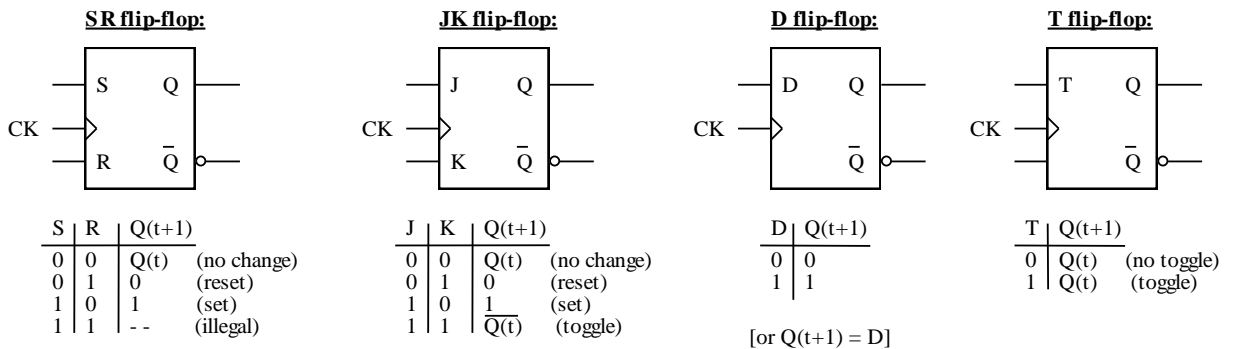 SR flip-flop:
S Q
CK
R Q̅
S R Q(t+1)
0 0 Q(t) (no change)
0 1 0 (reset)
1 0 1 (set)
1 1 - - (illegal)
JK flip-flop:
J Q
CK
K Q̅
J K Q(t+1)
0 0 Q(t) (no change)
0 1 0 (reset)
1 0 1 (set)
1 1 Q̅(̅t̅)̅ (toggle)
D flip-flop:
D Q
CK
Q̅
D Q(t+1)
0 0
1 1
[or Q(t+1) = D]
T flip-flop:
T Q
CK
Q̅
T Q(t+1)
0 Q(t) (no toggle)
1 Q(t) (toggle)